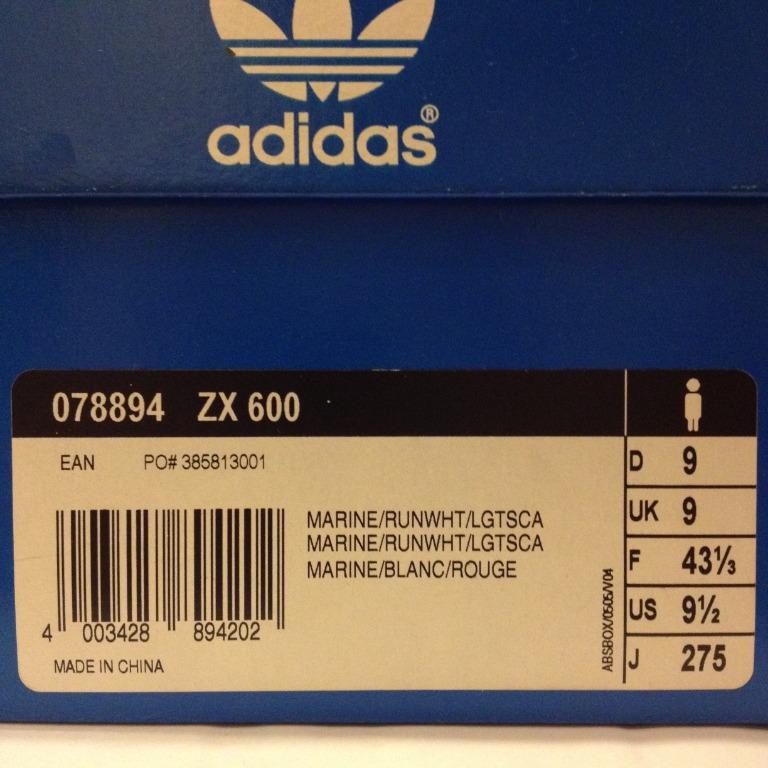 adidas®
078894 ZX 600
EAN PO# 385813001
MARINE/RUNWHT/LGTSCA
MARINE/RUNWHT/LGTSCA
MARINE/BLANC/ROUGE
4 003428 894202
MADE IN CHINA
ABSBOX/0505/V04
D 9
UK 9
F 43⅓
US 9½
J 275